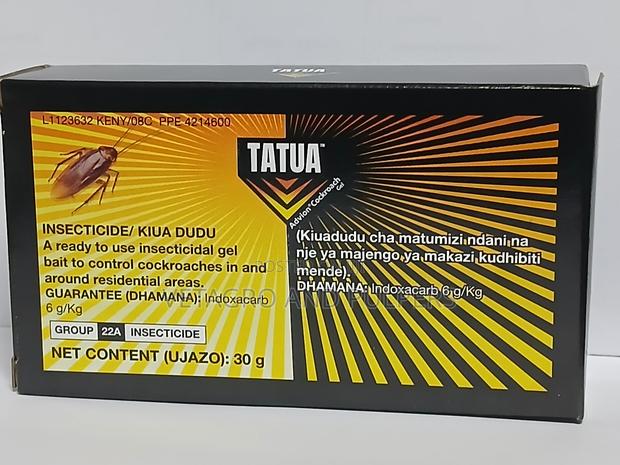 TATUA
L1123632 KENY/08C PPE-4214600
TATUA™
Advion® Cockroach
Gel
INSECTICIDE/ KIUA DUDU
A ready to use insecticidal gel
bait to control cockroaches in and
around residential areas.
GUARANTEE (DHAMANA): Indoxacarb
6 g/Kg
GROUP 22A INSECTICIDE
NET CONTENT (UJAZO): 30 g
(Kiuadudu cha matumizi ndani na
nje ya majengo ya makazi kudhibiti
mende).
DHAMANA: Indoxacarb 6 g/Kg